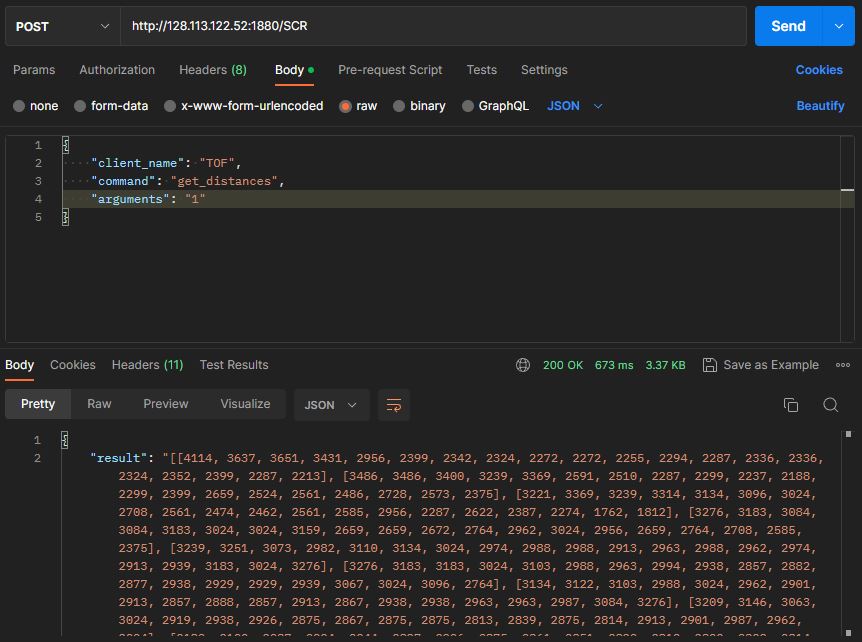 POST http://128.113.122.52:1880/SCR Send
Params Authorization Headers (8) Body Pre-request Script Tests Settings Cookies
none form-data x-www-form-urlencoded raw binary GraphQL JSON Beautify
1 {
2 "client_name": "TOF",
3 "command": "get_distances",
4 "arguments": "1"
5 }
Body Cookies Headers (11) Test Results 200 OK 673 ms 3.37 KB Save as Example
Pretty Raw Preview Visualize JSON
1 {
2 "result": "[[4114, 3637, 3651, 3431, 2956, 2399, 2342, 2324, 2272, 2272, 2255, 2294, 2287, 2336, 2336,
2324, 2352, 2399, 2287, 2213], [3486, 3486, 3400, 3239, 3369, 2591, 2510, 2287, 2299, 2237, 2188,
2299, 2399, 2659, 2524, 2561, 2486, 2728, 2573, 2375], [3221, 3369, 3239, 3314, 3134, 3096, 3024,
2708, 2561, 2474, 2462, 2561, 2585, 2956, 2287, 2622, 2387, 2274, 1762, 1812], [3276, 3183, 3084,
3084, 3183, 3024, 3024, 3159, 2659, 2659, 2672, 2764, 2962, 3024, 2956, 2659, 2764, 2708, 2585,
2375], [3239, 3251, 3073, 2982, 3110, 3134, 3024, 2974, 2988, 2988, 2913, 2963, 2988, 2962, 2974,
2913, 2939, 3183, 3024, 3276], [3276, 3183, 3183, 3024, 3103, 2988, 2963, 2994, 2938, 2857, 2882,
2877, 2938, 2929, 2929, 2939, 3067, 3024, 3096, 2764], [3134, 3122, 3103, 2988, 3024, 2962, 2901,
2913, 2857, 2888, 2857, 2913, 2867, 2938, 2938, 2963, 2963, 2987, 3084, 3276], [3209, 3146, 3063,
3024, 2919, 2938, 2926, 2875, 2867, 2875, 2875, 2813, 2839, 2875, 2814, 2913, 2901, 2987, 2962,